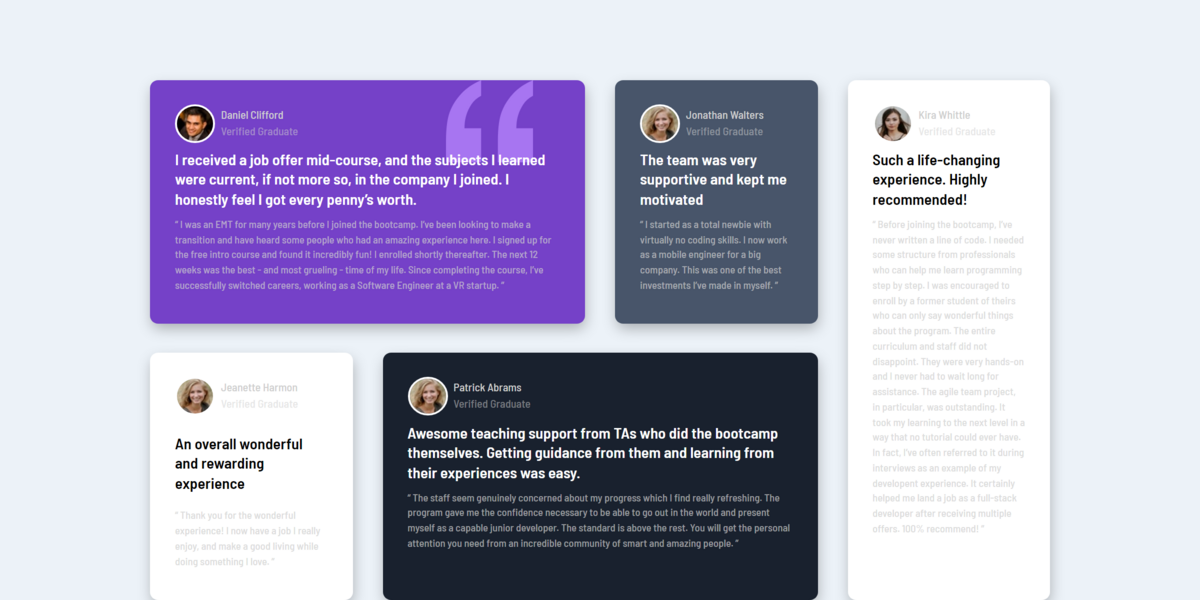 “
Daniel Clifford
Verified Graduate
I received a job offer mid-course, and the subjects I learned
were current, if not more so, in the company I joined. I
honestly feel I got every penny’s worth.
“ I was an EMT for many years before I joined the bootcamp. I’ve been looking to make a
transition and have heard some people who had an amazing experience here. I signed up for
the free intro course and found it incredibly fun! I enrolled shortly thereafter. The next 12
weeks was the best - and most grueling - time of my life. Since completing the course, I’ve
successfully switched careers, working as a Software Engineer at a VR startup. ”
Jonathan Walters
Verified Graduate
The team was very
supportive and kept me
motivated
“ I started as a total newbie with
virtually no coding skills. I now work
as a mobile engineer for a big
company. This was one of the best
investments I’ve made in myself. ”
Kira Whittle
Verified Graduate
Such a life-changing
experience. Highly
recommended!
“ Before joining the bootcamp, I’ve
never written a line of code. I needed
some structure from professionals
who can help me learn programming
step by step. I was encouraged to
enroll by a former student of theirs
who can only say wonderful things
about the program. The entire
curriculum and staff did not
disappoint. They were very hands-on
and I never had to wait long for
assistance. The agile team project,
in particular, was outstanding. It
took my learning to the next level in a
way that no tutorial could ever have.
In fact, I’ve often referred to it during
interviews as an example of my
developent experience. It certainly
helped me land a job as a full-stack
developer after receiving multiple
offers. 100% recommend! ”
Jeanette Harmon
Verified Graduate
An overall wonderful
and rewarding
experience
“ Thank you for the wonderful
experience! I now have a job I really
enjoy, and make a good living while
doing something I love. ”
Patrick Abrams
Verified Graduate
Awesome teaching support from TAs who did the bootcamp
themselves. Getting guidance from them and learning from
their experiences was easy.
“ The staff seem genuinely concerned about my progress which I find really refreshing. The
program gave me the confidence necessary to be able to go out in the world and present
myself as a capable junior developer. The standard is above the rest. You will get the personal
attention you need from an incredible community of smart and amazing people. ”